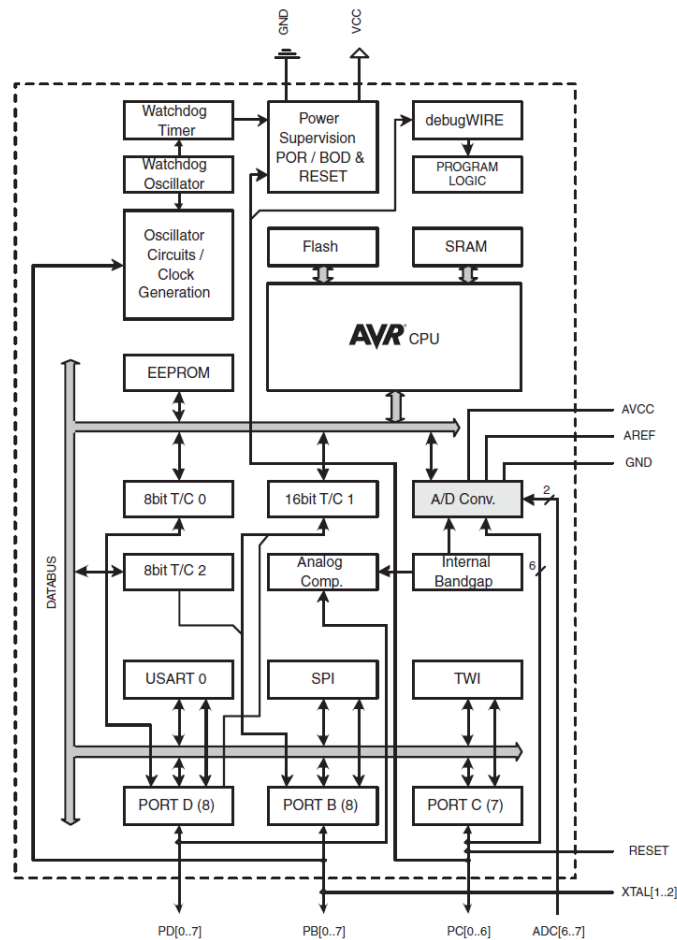 GND
VCC
Watchdog
Timer
Power
Supervision
POR / BOD &
RESET
debugWIRE
Watchdog
Oscillator
PROGRAM
LOGIC
Oscillator
Circuits /
Clock
Generation
Flash
SRAM
AVR CPU
EEPROM
AVCC
AREF
GND
8bit T/C 0
16bit T/C 1
A/D Conv.
2
8bit T/C 2
Analog
Comp.
Internal
Bandgap
6
DATABUS
USART 0
SPI
TWI
PORT D (8)
PORT B (8)
PORT C (7)
RESET
XTAL[1..2]
PD[0..7]
PB[0..7]
PC[0..6]
ADC[6..7]